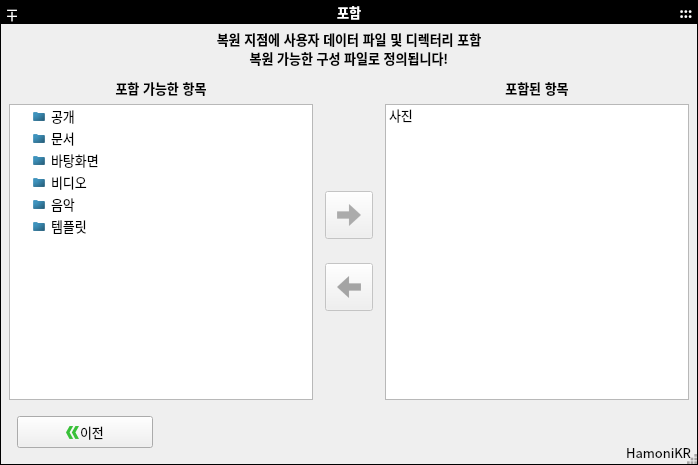 포함
복원 지점에 사용자 데이터 파일 및 디렉터리 포함
복원 가능한 구성 파일로 정의됩니다!
포함 가능한 항목
포함된 항목
공개
문서
바탕화면
비디오
음악
템플릿
사진
이전
HamoniKR